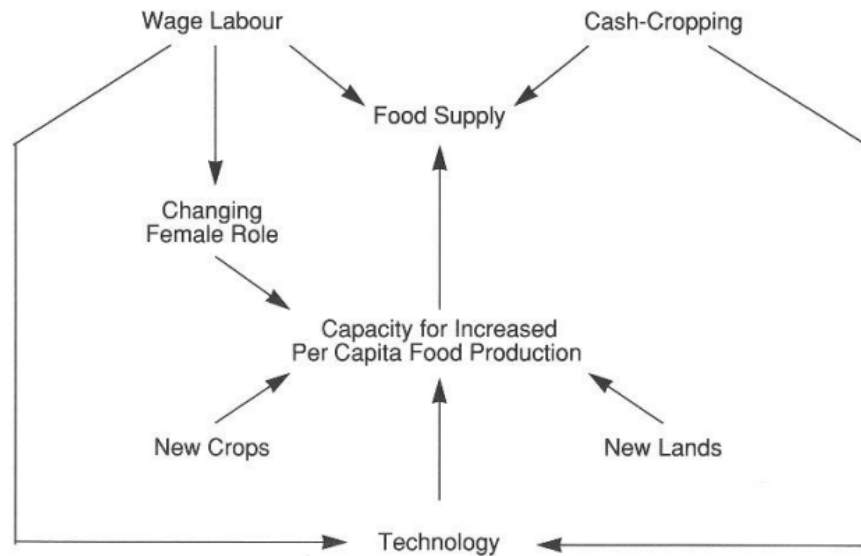 Wage Labour
Cash-Cropping
Food Supply
Changing
Female Role
Capacity for Increased
Per Capita Food Production
New Crops
New Lands
Technology